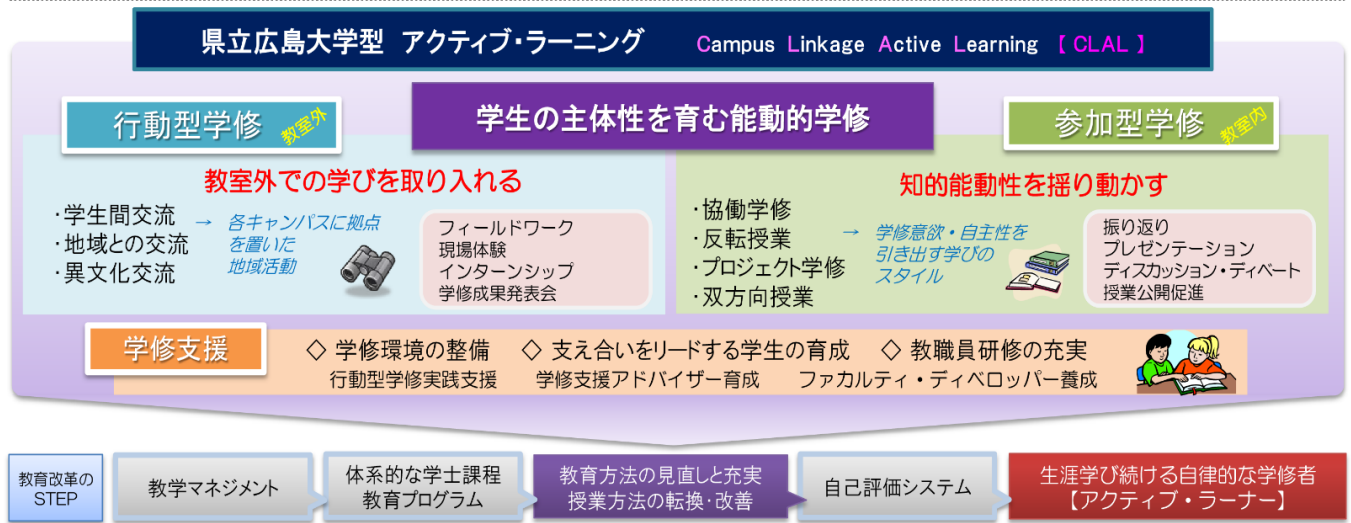 県立広島大学型 アクティブ・ラーニング Campus Linkage Active Learning 【 CLAL 】
行動型学修 教室外
学生の主体性を育む能動的学修
参加型学修 教室内
教室外での学びを取り入れる
・学生間交流
・地域との交流
・異文化交流
→ 各キャンパスに拠点
を置いた
地域活動
フィールドワーク
現場体験
インターンシップ
学修成果発表会
知的能動性を揺り動かす
・協働学修
・反転授業
・プロジェクト学修
・双方向授業
→ 学修意欲・自主性を
引き出す学びの
スタイル
振り返り
プレゼンテーション
ディスカッション・ディベート
授業公開促進
学修支援
◇ 学修環境の整備 ◇ 支え合いをリードする学生の育成 ◇ 教職員研修の充実
行動型学修実践支援 学修支援アドバイザー育成 ファカルティ・ディベロッパー養成
教育改革の
STEP
教学マネジメント
体系的な学士課程
教育プログラム
教育方法の見直しと充実
授業方法の転換・改善
自己評価システム
生涯学び続ける自律的な学修者
【アクティブ・ラーナー】